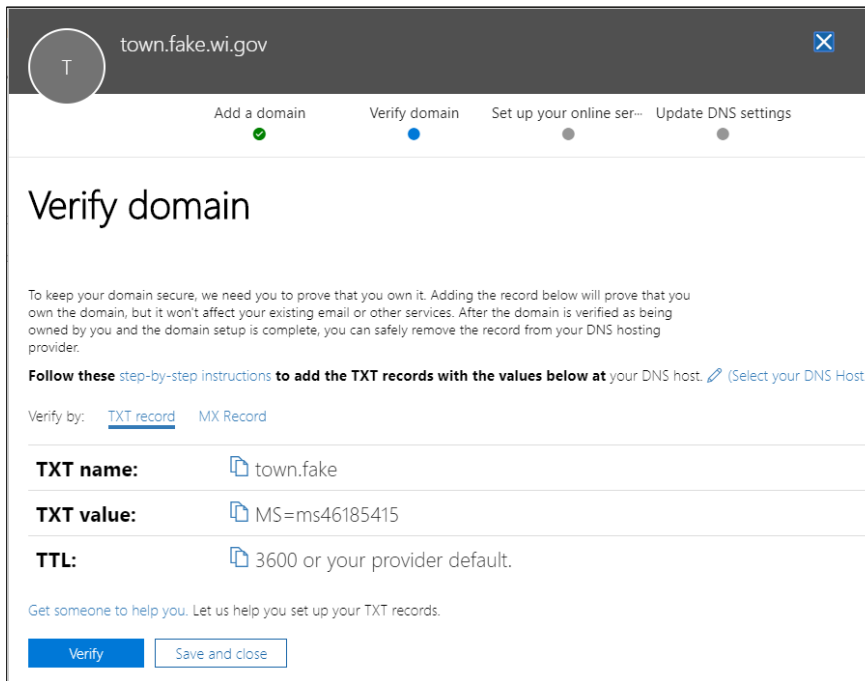 T
town.fake.wi.gov
Add a domain
Verify domain
Set up your online ser···
Update DNS settings
Verify domain
To keep your domain secure, we need you to prove that you own it. Adding the record below will prove that you
own the domain, but it won't affect your existing email or other services. After the domain is verified as being
owned by you and the domain setup is complete, you can safely remove the record from your DNS hosting
provider.
Follow these step-by-step instructions to add the TXT records with the values below at your DNS host. (Select your DNS Host
Verify by: TXT record MX Record
TXT name: town.fake
TXT value: MS=ms46185415
TTL: 3600 or your provider default.
Get someone to help you. Let us help you set up your TXT records.
Verify
Save and close